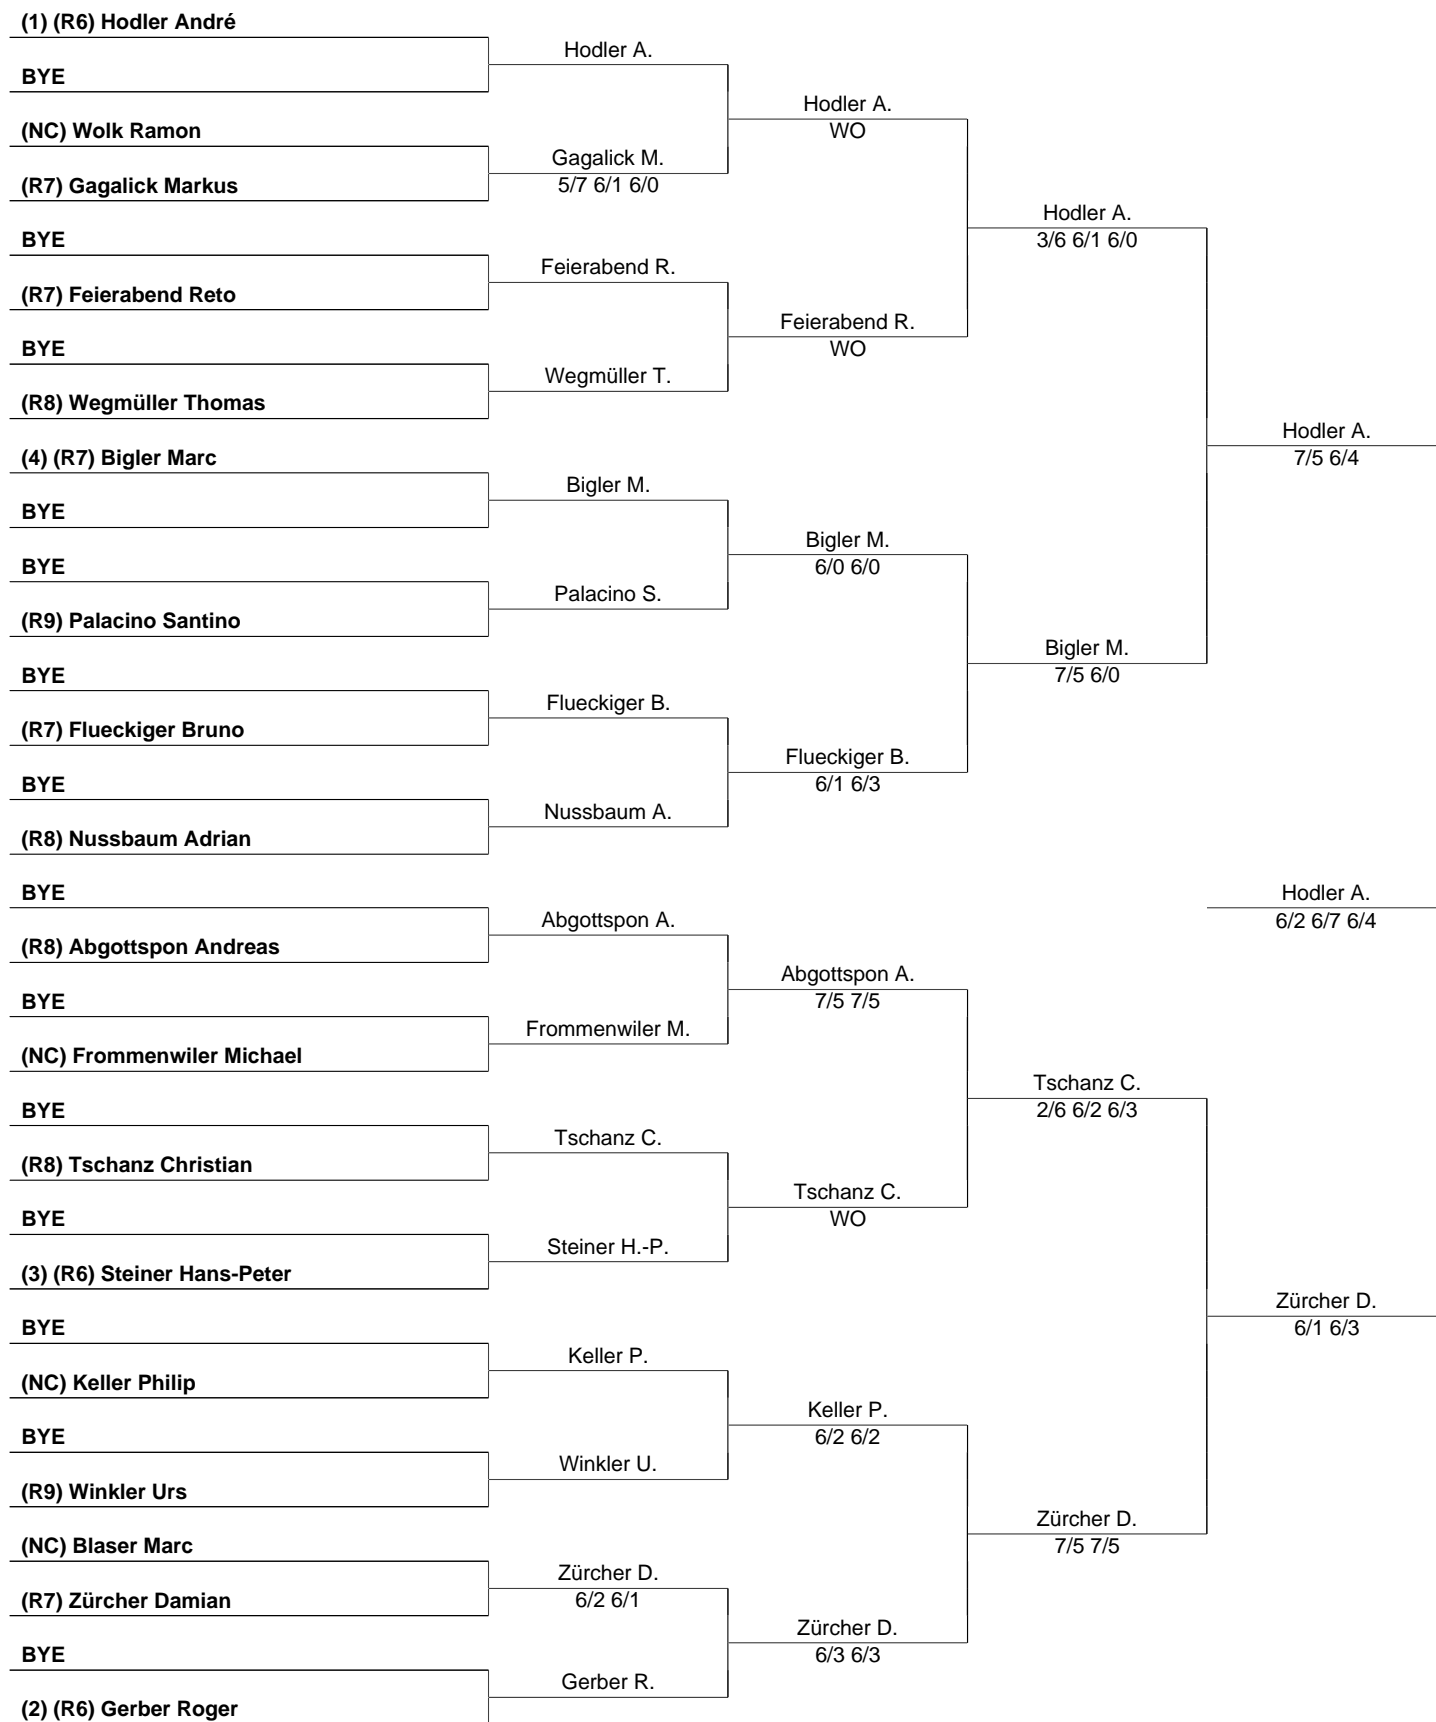 (1) (R6) Hodler André
BYE
(NC) Wolk Ramon
(R7) Gagalick Markus
BYE
(R7) Feierabend Reto
BYE
(R8) Wegmüller Thomas
(4) (R7) Bigler Marc
BYE
BYE
(R9) Palacino Santino
BYE
(R7) Flueckiger Bruno
BYE
(R8) Nussbaum Adrian
BYE
(R8) Abgottspon Andreas
BYE
(NC) Frommenwiler Michael
BYE
(R8) Tschanz Christian
BYE
(3) (R6) Steiner Hans-Peter
BYE
(NC) Keller Philip
BYE
(R9) Winkler Urs
(NC) Blaser Marc
(R7) Zürcher Damian
BYE
(2) (R6) Gerber Roger
Hodler A.
Gagalick M.
5/7 6/1 6/0
Feierabend R.
Wegmüller T.
Bigler M.
Palacino S.
Flueckiger B.
Nussbaum A.
Abgottspon A.
Frommenwiler M.
Tschanz C.
Steiner H.-P.
Keller P.
Winkler U.
Zürcher D.
6/2 6/1
Gerber R.
Hodler A.
WO
Feierabend R.
WO
Bigler M.
6/0 6/0
Flueckiger B.
6/1 6/3
Abgottspon A.
7/5 7/5
Tschanz C.
WO
Keller P.
6/2 6/2
Zürcher D.
6/3 6/3
Hodler A.
3/6 6/1 6/0
Bigler M.
7/5 6/0
Tschanz C.
2/6 6/2 6/3
Zürcher D.
7/5 7/5
Hodler A.
7/5 6/4
Hodler A.
6/2 6/7 6/4
Zürcher D.
6/1 6/3